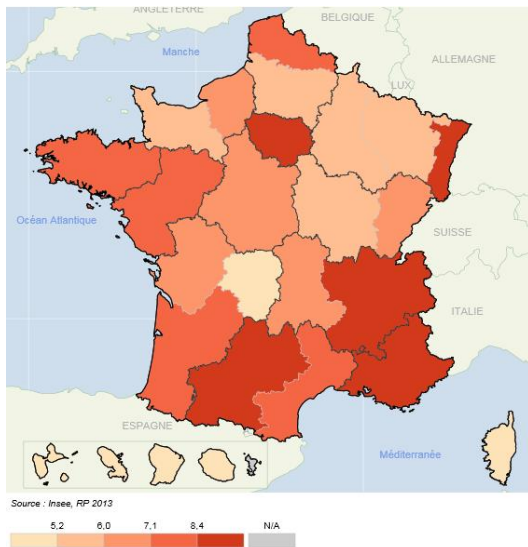 ANGLETERRE
BELGIQUE
Manche
ALLEMAGNE
LUX
Océan Atlantique
SUISSE
ITALIE
ESPAGNE
Méditerranée
Source : Insee, RP 2013
5,2 6,0 7,1 8,4 N/A